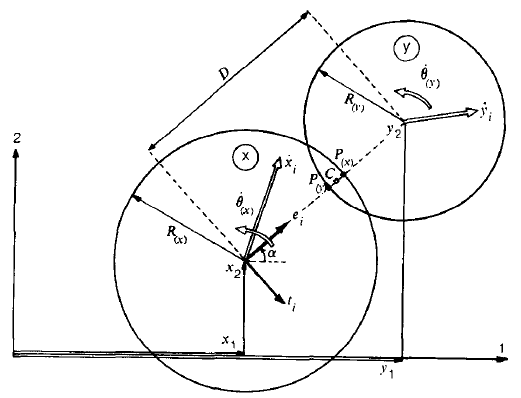 y
D
θ̇(y)
R(y)
ẏi
y2
2
P(x)
x
ẋi
C
P(y)
θ̇(x)
ei
R(x)
α
x2
ti
x1
1
y1